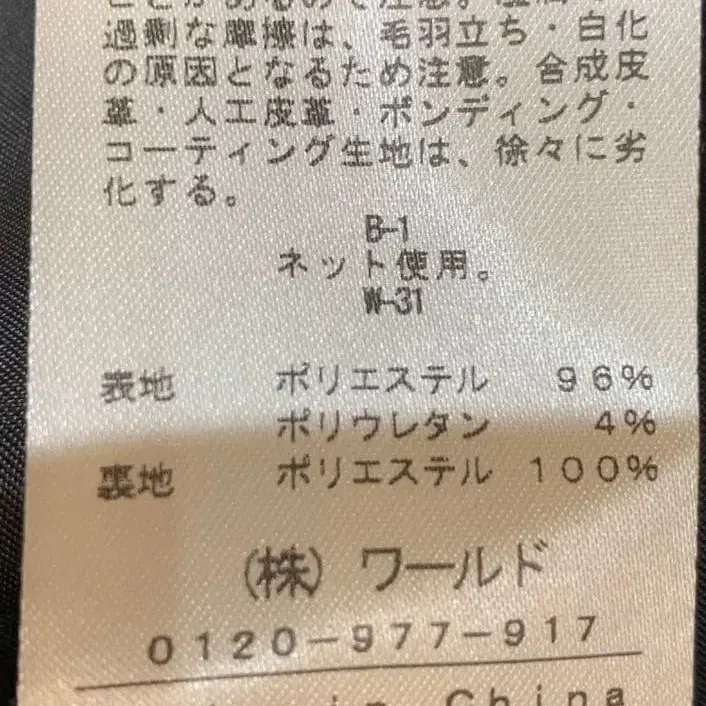 過剰な摩擦は、毛羽立ち・白化
の原因となるため注意。合成皮
革・人工皮革・ボンディング・
コーティング生地は、徐々に劣
化する。
B-1
ネット使用。
W-31
表地 ポリエステル 96%
ポリウレタン 4%
裏地 ポリエステル 100%
(株) ワールド
0120-977-917
in China